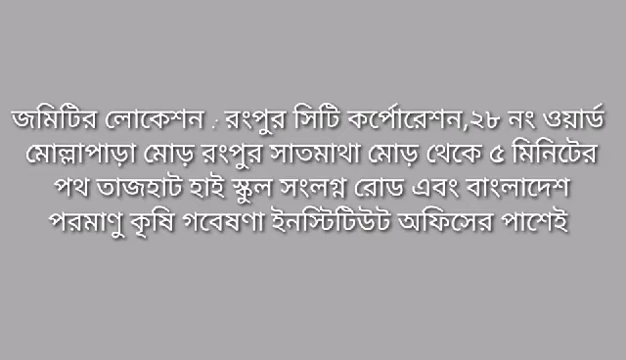 জমিটির লোকেশন : রংপুর সিটি কর্পোরেশন,২৮ নং ওয়ার্ড
মোল্লাপাড়া মোড় রংপুর সাতমাথা মোড় থেকে ৫ মিনিটের
পথ তাজহাট হাই স্কুল সংলগ্ন রোড এবং বাংলাদেশ
পরমাণু কৃষি গবেষণা ইনস্টিটিউট অফিসের পাশেই